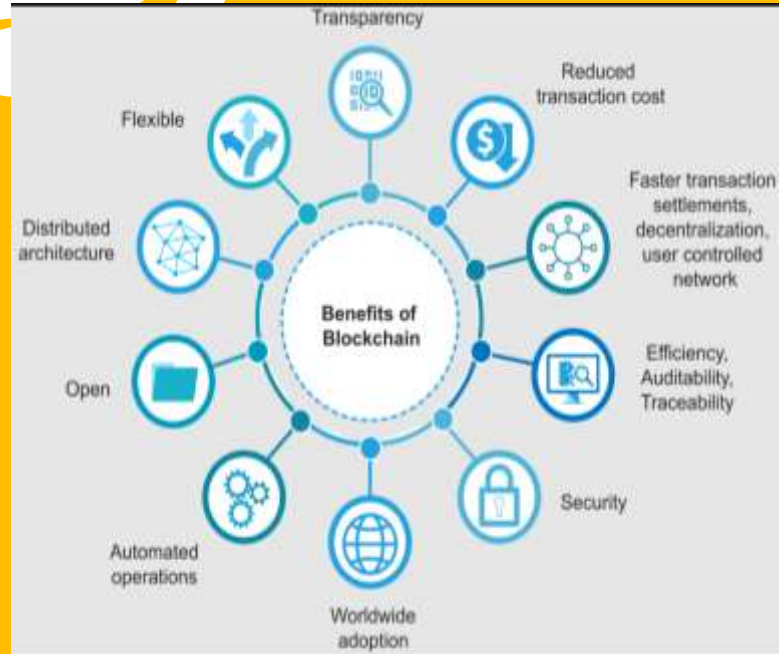 Transparency
Reduced
transaction cost
Faster transaction
settlements,
decentralization,
user controlled
network
Efficiency,
Auditability,
Traceability
Security
Worldwide
adoption
Automated
operations
Open
Distributed
architecture
Flexible
Benefits of
Blockchain